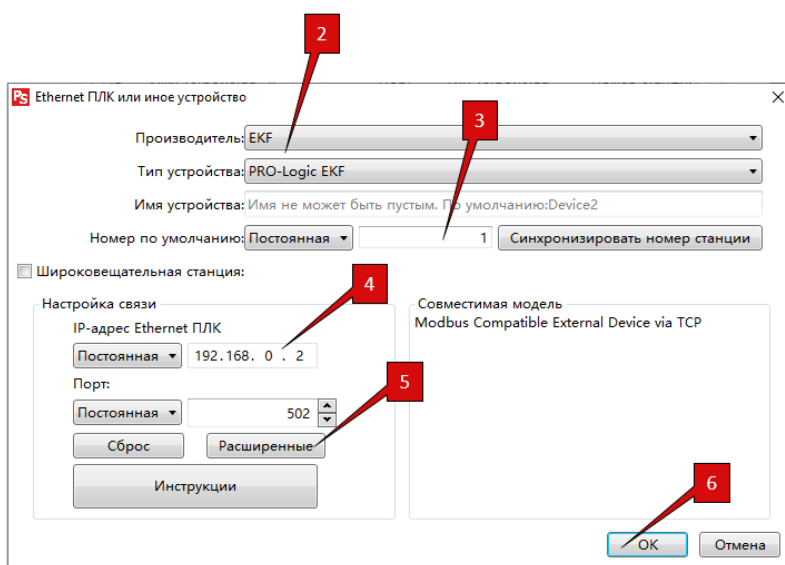 2
Ps Ethernet ПЛК или иное устройство
3
Производитель: EKF
Тип устройства: PRO-Logic EKF
Имя устройства: Имя не может быть пустым. По умолчанию:Device2
Номер по умолчанию: Постоянная 1 Синхронизировать номер станции
Широковещательная станция:
4
Настройка связи
Совместимая модель
IP-адрес Ethernet ПЛК
Modbus Compatible External Device via TCP
Постоянная 192.168. 0 . 2
Порт:
5
Постоянная 502
Сброс Расширенные
Инструкции
6
OK Отмена